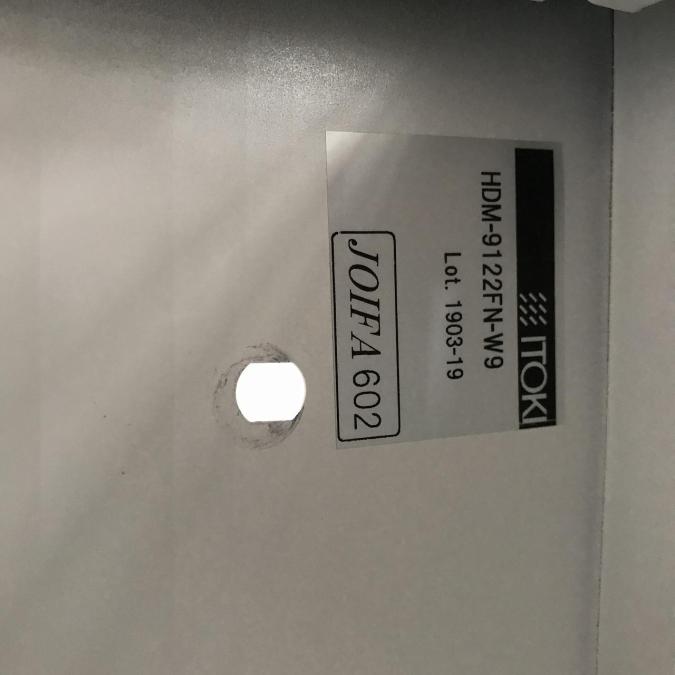 ITOKI
HDM-9122FN-W9
Lot. 1903-19
JOIFA 602